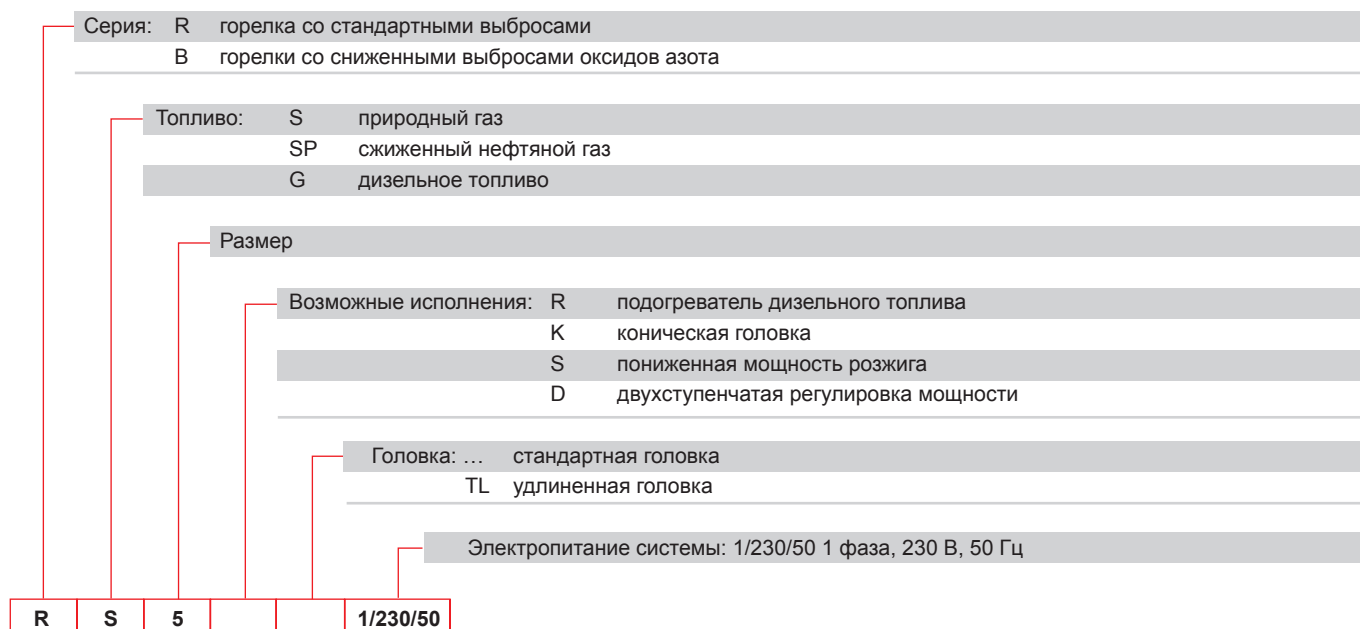 Серия: R горелка со стандартными выбросами
B горелки со сниженными выбросами оксидов азота
Топливо: S природный газ
SP сжиженный нефтяной газ
G дизельное топливо
Размер
Возможные исполнения: R подогреватель дизельного топлива
K коническая головка
S пониженная мощность розжига
D двухступенчатая регулировка мощности
Головка: … стандартная головка
TL удлиненная головка
Электропитание системы: 1/230/50 1 фаза, 230 В, 50 Гц
R S 5 1/230/50